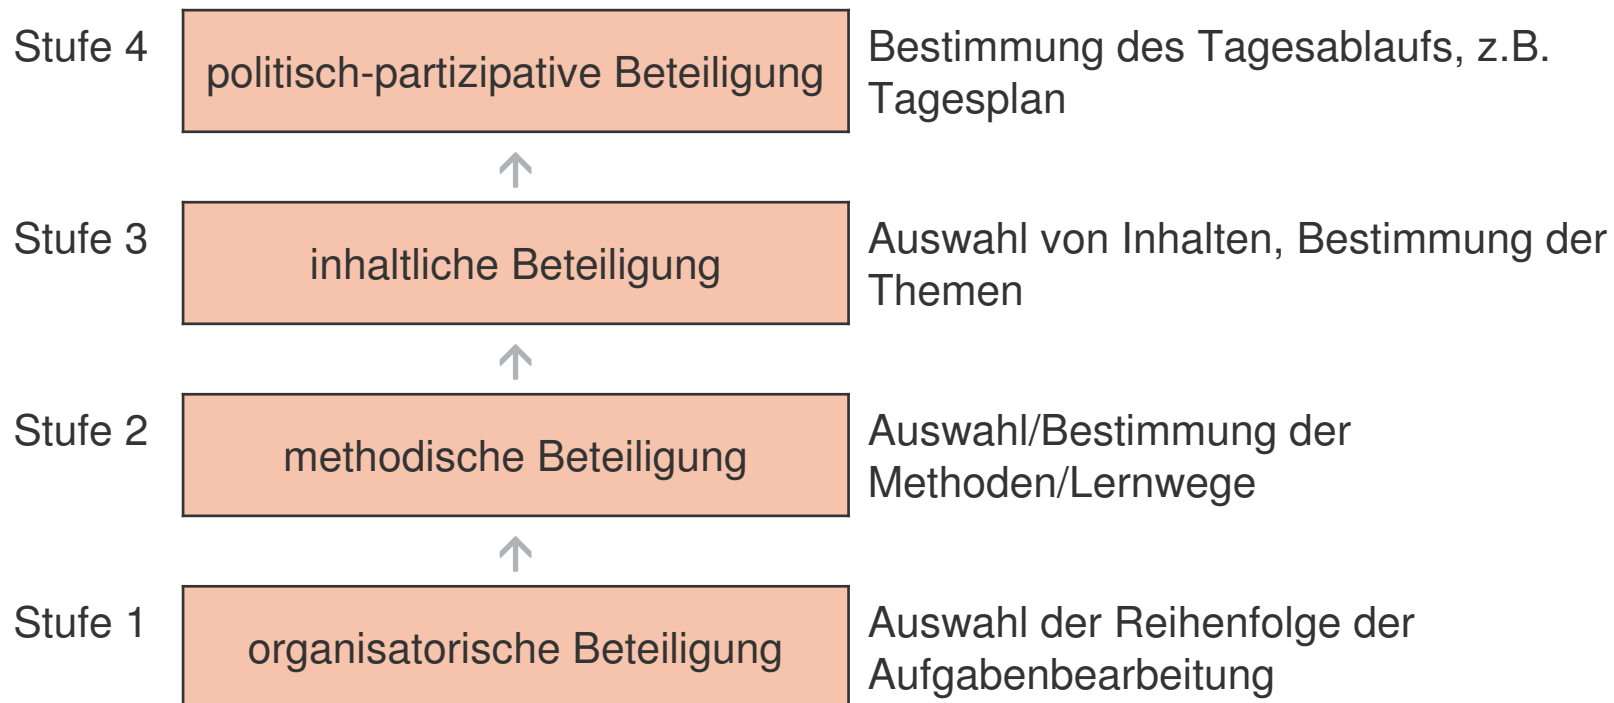 Stufe 4
politisch-partizipative Beteiligung
Bestimmung des Tagesablaufs, z.B.
Tagesplan
Stufe 3
inhaltliche Beteiligung
Auswahl von Inhalten, Bestimmung der
Themen
Stufe 2
methodische Beteiligung
Auswahl/Bestimmung der
Methoden/Lernwege
Stufe 1
organisatorische Beteiligung
Auswahl der Reihenfolge der
Aufgabenbearbeitung